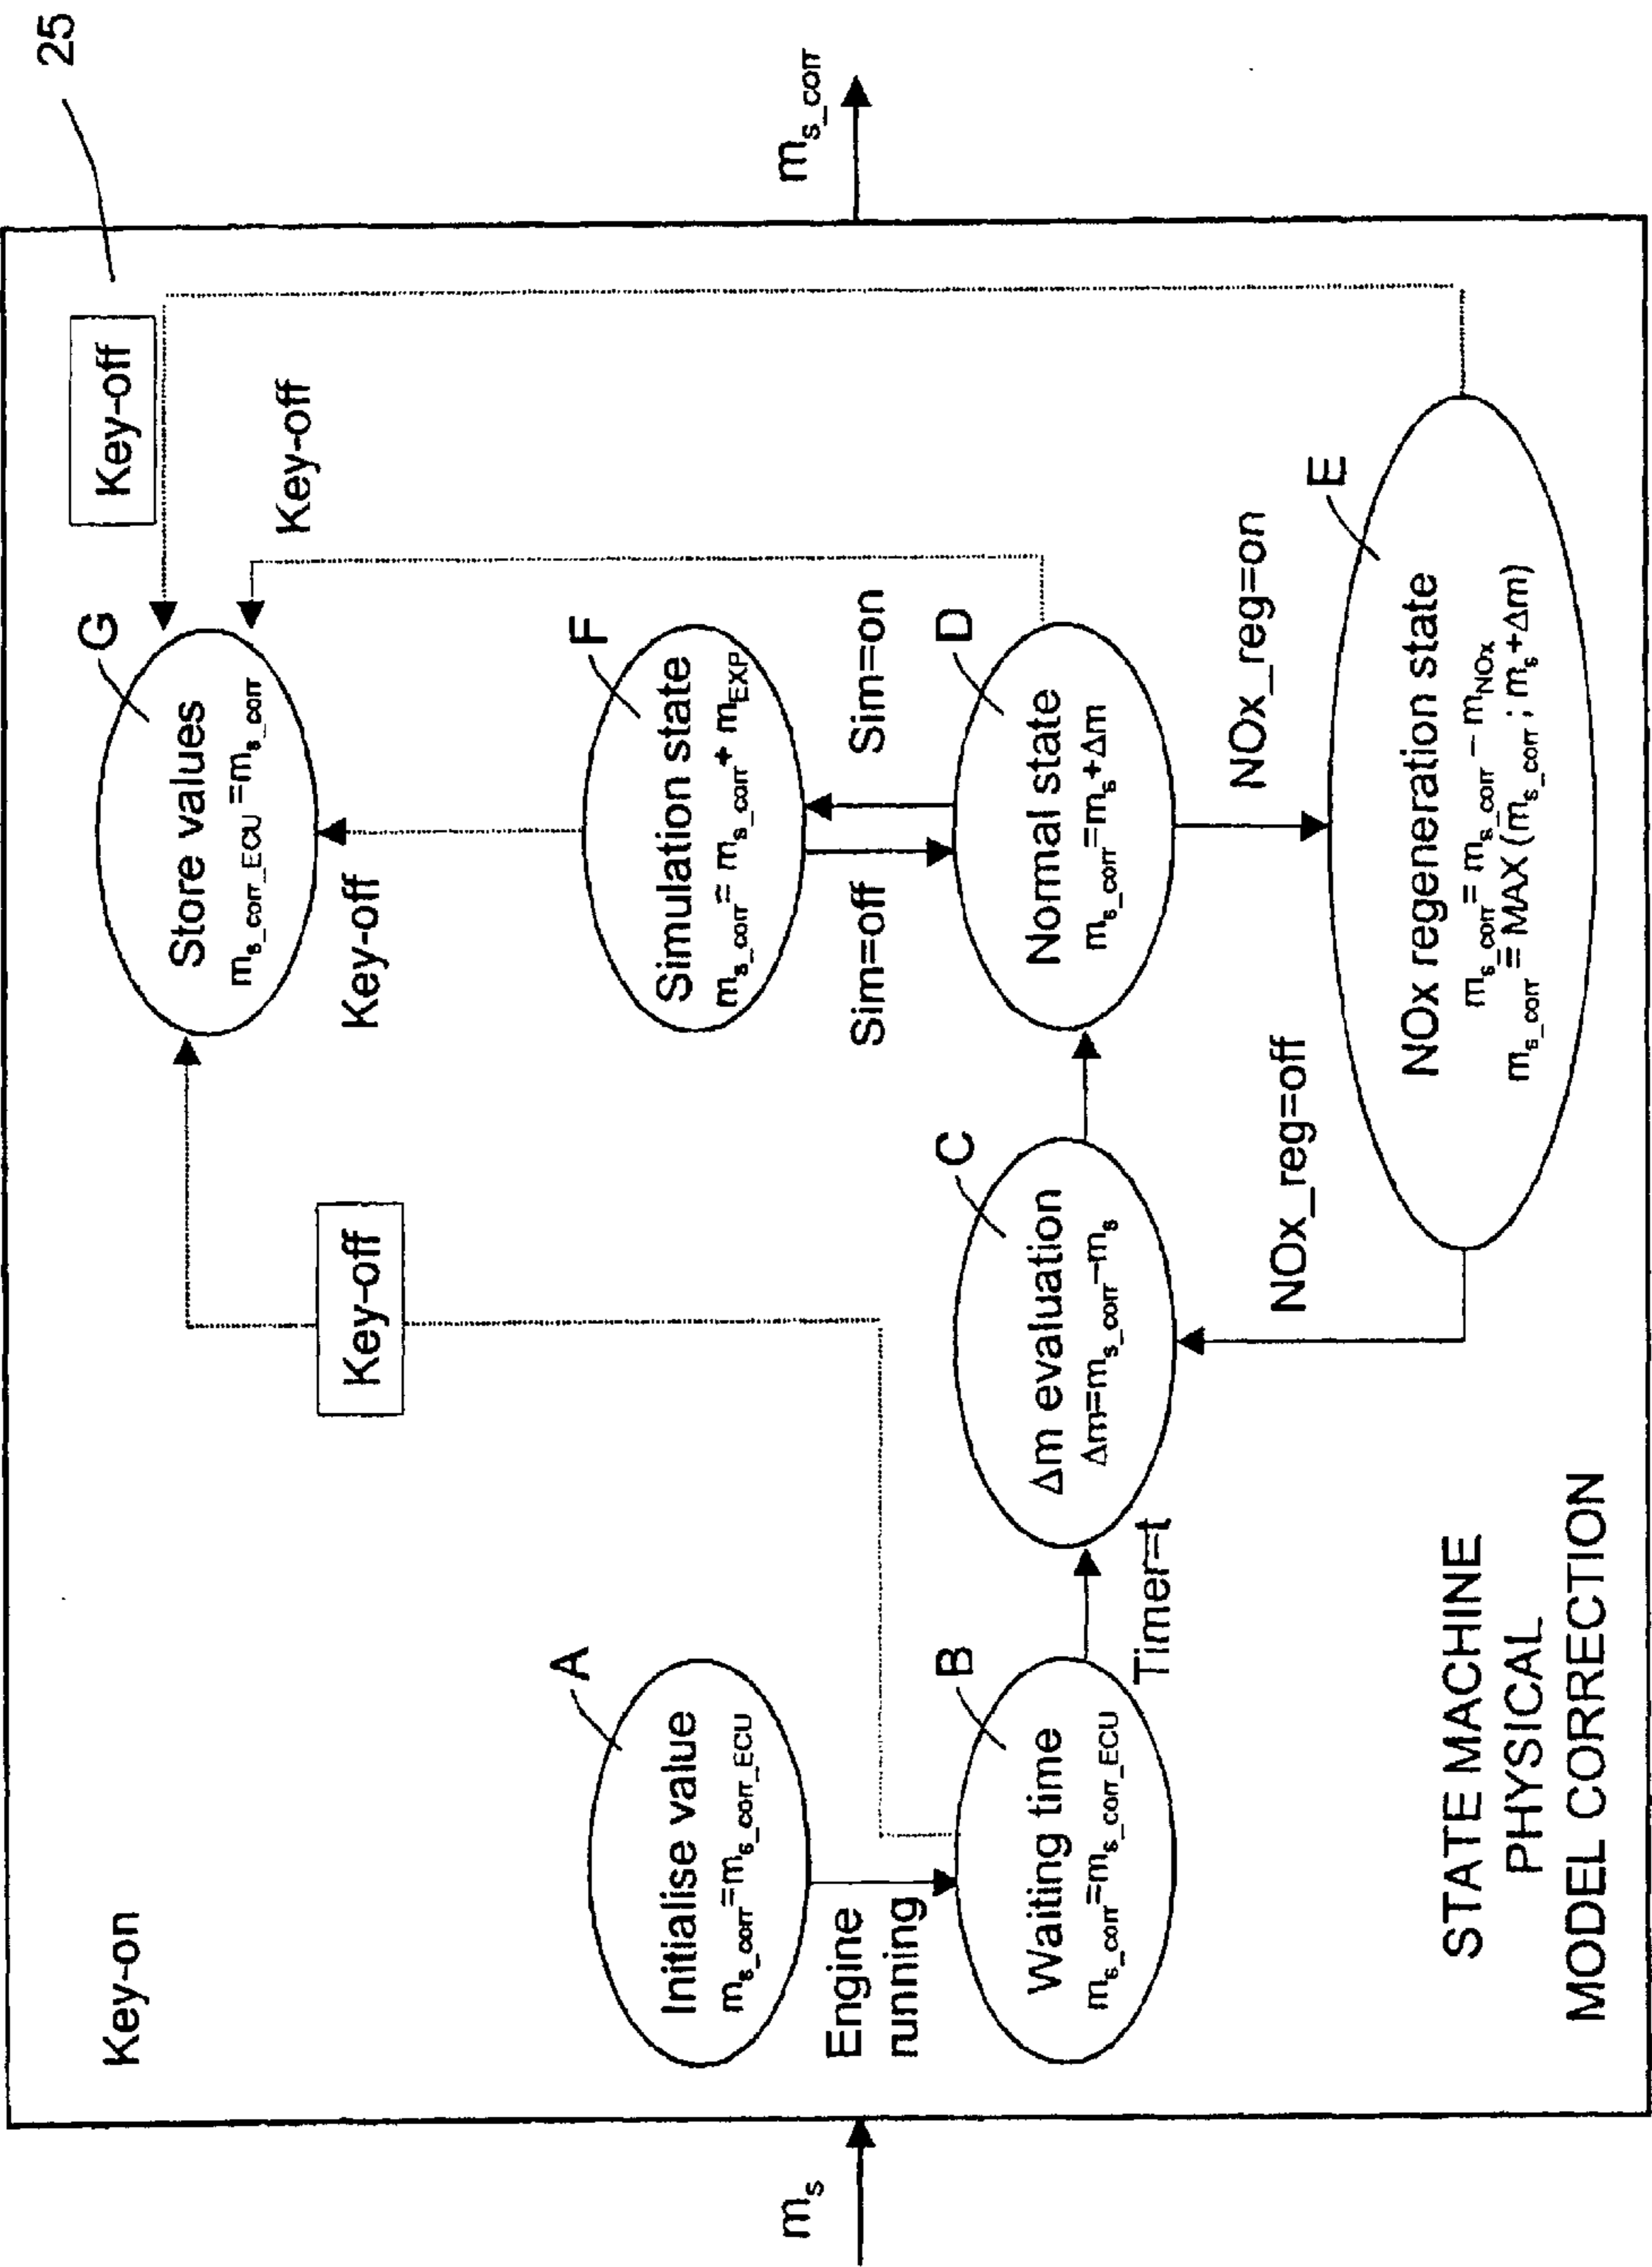 25
Key-on
Key-off
Key-off
G
Store values
m_s_corr_ECU = m_s_corr
Key-off
Key-off
A
Initialise value
m_s_corr = m_s_corr_ECU
F
Simulation state
m_s_corr = m_s_corr + m_EXP
Engine
running
Sim=off
Sim=on
m_s
m_s_corr
B
Waiting time
m_s_corr = m_s_corr_ECU
Timer=t
C
Δm evaluation
Δm = m_s_corr − m_s
D
Normal state
m_s_corr = m_s + Δm
NOx_reg=off
NOx_reg=on
E
NOx regeneration state
m_s_corr = m_s_corr − m_NOx
m_s_corr = MAX (m_s_corr ; m_s + Δm)
STATE MACHINE
PHYSICAL
MODEL CORRECTION